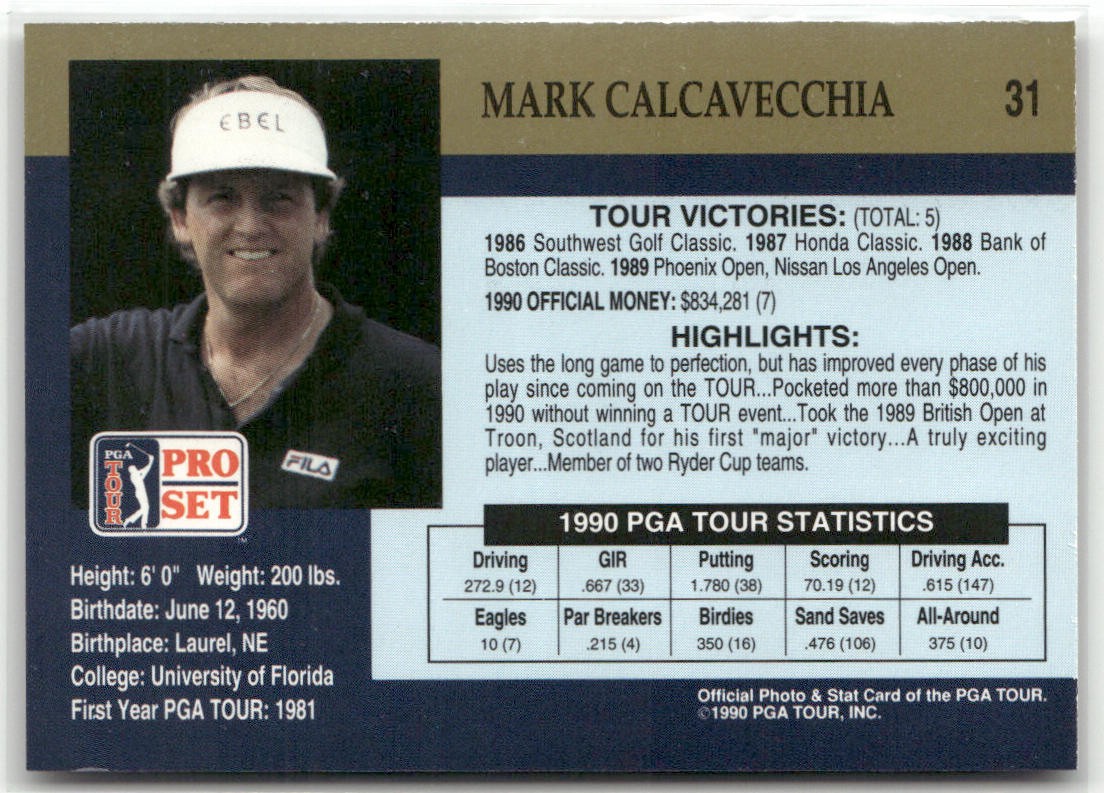 MARK CALCAVECCHIA 31
EBEL
TOUR VICTORIES: (TOTAL: 5)
1986 Southwest Golf Classic. 1987 Honda Classic. 1988 Bank of
Boston Classic. 1989 Phoenix Open, Nissan Los Angeles Open.
1990 OFFICIAL MONEY: $834,281 (7)
HIGHLIGHTS:
Uses the long game to perfection, but has improved every phase of his
play since coming on the TOUR...Pocketed more than $800,000 in
1990 without winning a TOUR event...Took the 1989 British Open at
Troon, Scotland for his first "major" victory...A truly exciting
player...Member of two Ryder Cup teams.
FILA
PGA TOUR
PRO
SET
TM
Height: 6' 0" Weight: 200 lbs.
Birthdate: June 12, 1960
Birthplace: Laurel, NE
College: University of Florida
First Year PGA TOUR: 1981
1990 PGA TOUR STATISTICS
Driving GIR Putting Scoring Driving Acc.
272.9 (12) .667 (33) 1.780 (38) 70.19 (12) .615 (147)
Eagles Par Breakers Birdies Sand Saves All-Around
10 (7) .215 (4) 350 (16) .476 (106) 375 (10)
Official Photo & Stat Card of the PGA TOUR.
©1990 PGA TOUR, INC.